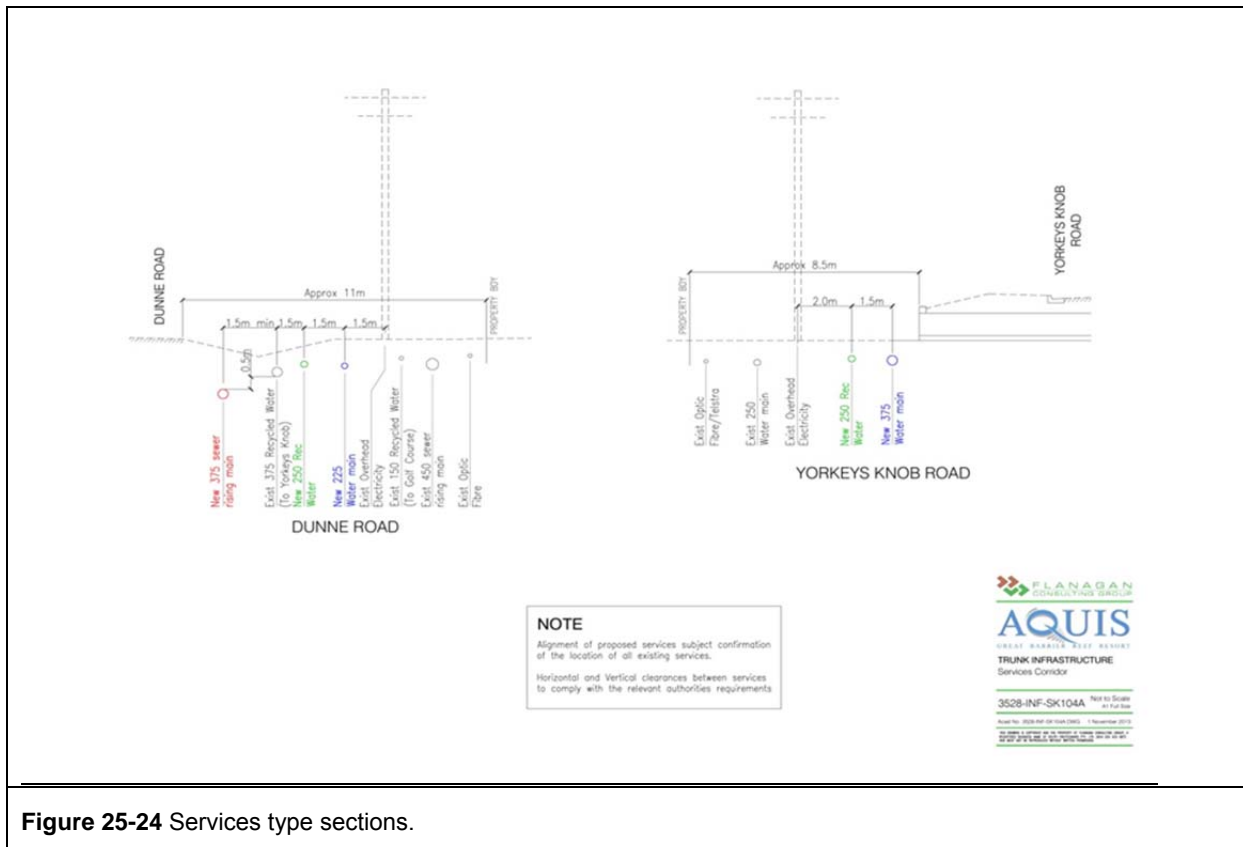 DUNNE ROAD
Approx 11m
PROPERTY BDY
1.5m min
1.5m
1.5m
1.5m
0.5m
New 375 sewer
rising main
Exist 375 Recycled Water
(To Yorkeys Knob)
New 250 Rec
Water
New 225
Water main
Exist Overhead
Electricity
Exist 150 Recycled Water
(To Golf Course)
Exist 450 sewer
rising main
Exist Optic
Fibre
DUNNE ROAD
YORKEYS KNOB
ROAD
Approx 8.5m
PROPERTY BDY
2.0m
1.5m
Exist Optic
Fibre/Telstra
Exist 250
Water main
Exist Overhead
Electricity
New 250 Rec
Water
New 375
Water main
YORKEYS KNOB ROAD
NOTE
Alignment of proposed services subject confirmation
of the location of all existing services.
Horizontal and Vertical clearances between services
to comply with the relevant authorities requirements
FLANAGAN
CONSULTING GROUP
AQUIS
GREAT BARRIER REEF RESORT
TRUNK INFRASTRUCTURE
Services Corridor
3528-INF-SK104A Not to Scale
A1 Full Size
Acad No. 3528-INF-SK104A.DWG 1 November 2013
Figure 25-24 Services type sections.